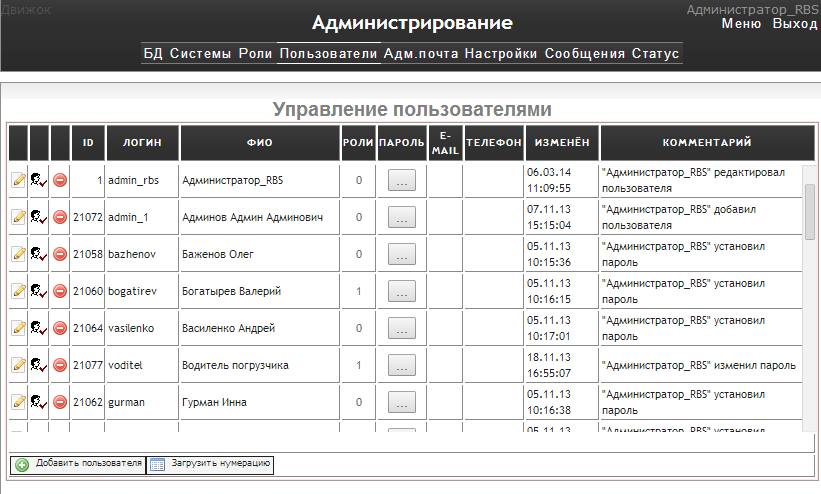 Движок Администратор_RBS
Администрирование
Меню Выход
БД Системы Роли Пользователи Адм.почта Настройки Сообщения Статус
Управление пользователями
ID ЛОГИН ФИО РОЛИ ПАРОЛЬ E-MAIL ТЕЛЕФОН ИЗМЕНЁН КОММЕНТАРИЙ
1 admin_rbs Администратор_RBS 0 ... 06.03.14 11:09:55 "Администратор_RBS" редактировал пользователя
21072 admin_1 Админов Админ Админович 0 ... 07.11.13 15:15:04 "Администратор_RBS" добавил пользователя
21058 bazhenov Баженов Олег 0 ... 05.11.13 10:15:36 "Администратор_RBS" установил пароль
21060 bogatirev Богатырев Валерий 1 ... 05.11.13 10:16:15 "Администратор_RBS" установил пароль
21064 vasilenko Василенко Андрей 0 ... 05.11.13 10:17:01 "Администратор_RBS" установил пароль
21077 voditel Водитель погрузчика 1 ... 18.11.13 16:55:07 "Администратор_RBS" изменил пароль
21062 gurman Гурман Инна 0 ... 05.11.13 10:16:38 "Администратор_RBS" установил пароль
05.11.13 "Администратор_RBS" установил
Добавить пользователя Загрузить нумерацию